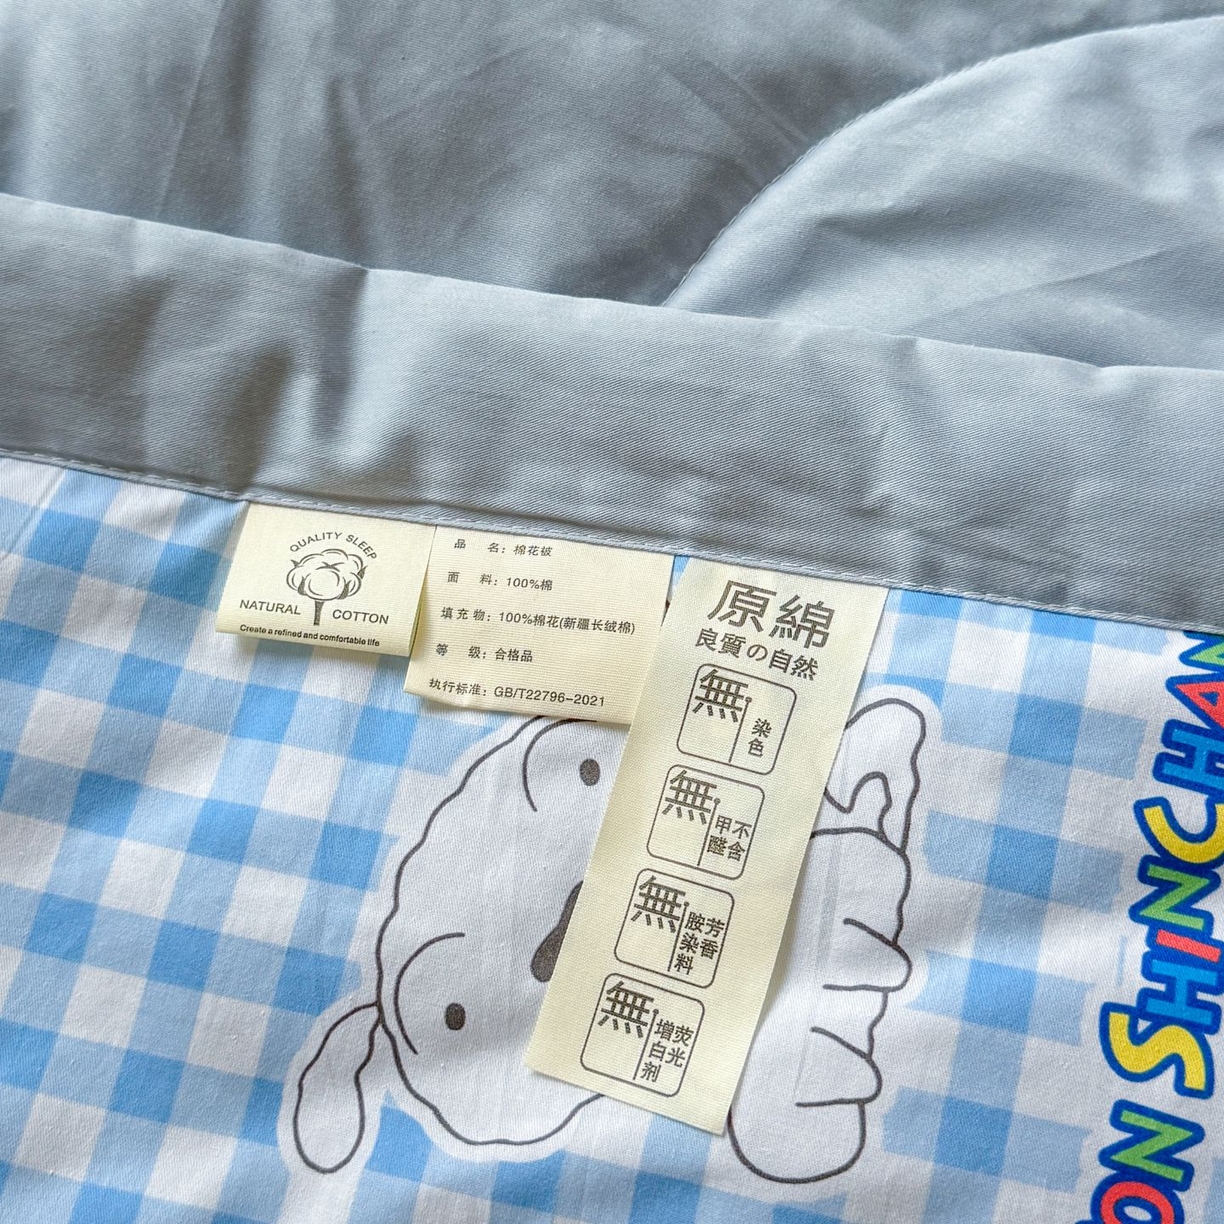 QUALITY SLEEP
NATURAL COTTON
Create a refined and comfortable life
品 名：棉花被
面 料：100%棉
填充物：100%棉花(新疆长绒棉)
等 级：合格品
执行标准：GB/T22796-2021
原綿
良質の自然
無 染色
無 不含甲醛
無 芳香胺染料
無 荧光增白剂
ON SHINCHAN